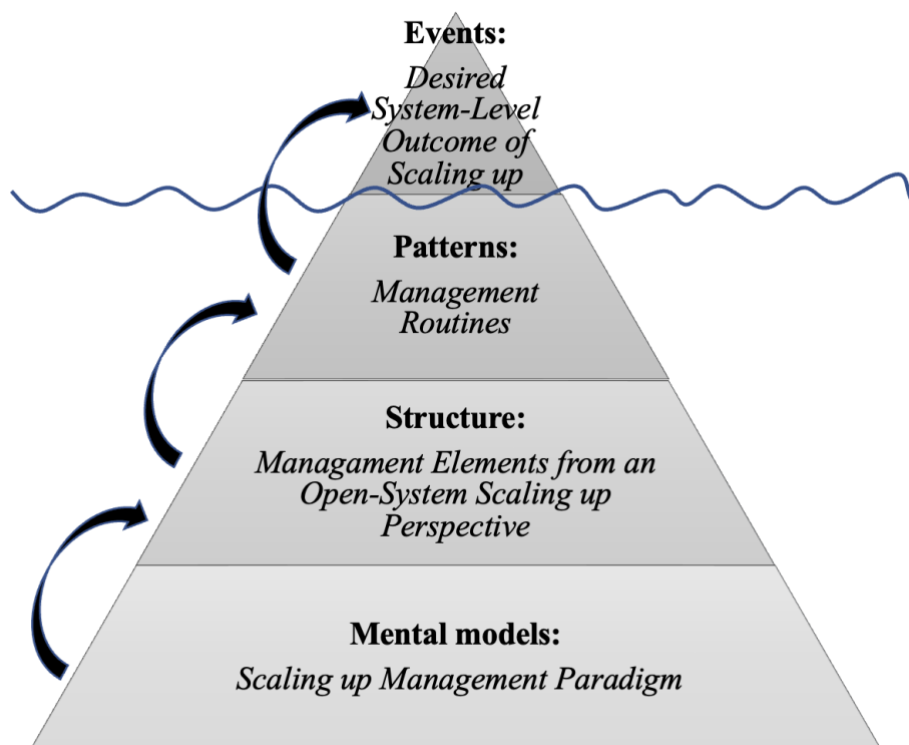 Events:
Desired
System-Level
Outcome of
Scaling up
Patterns:
Management
Routines
Structure:
Managament Elements from an
Open-System Scaling up
Perspective
Mental models:
Scaling up Management Paradigm